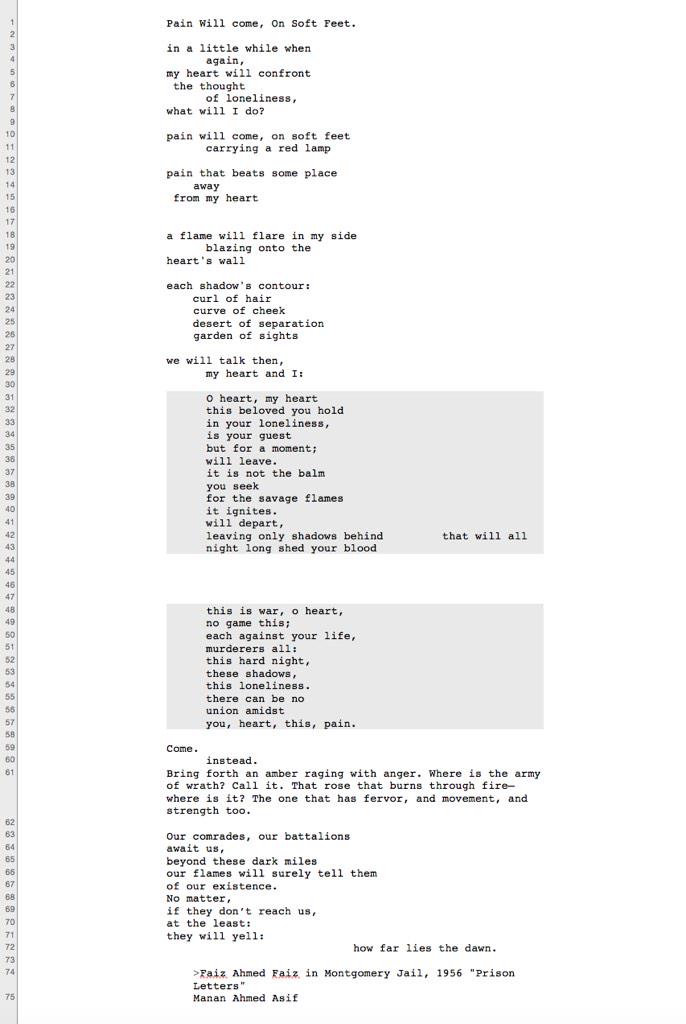 1 Pain Will come, On Soft Feet.
2
3 in a little while when
4 again,
5 my heart will confront
6 the thought
7 of loneliness,
8 what will I do?
9
10 pain will come, on soft feet
11 carrying a red lamp
12
13 pain that beats some place
14 away
15 from my heart
16
17
18 a flame will flare in my side
19 blazing onto the
20 heart's wall
21
22 each shadow's contour:
23 curl of hair
24 curve of cheek
25 desert of separation
26 garden of sights
27
28 we will talk then,
29 my heart and I:
30
31 O heart, my heart
32 this beloved you hold
33 in your loneliness,
34 is your guest
35 but for a moment;
36 will leave.
37 it is not the balm
38 you seek
39 for the savage flames
40 it ignites.
41 will depart,
42 leaving only shadows behind that will all
43 night long shed your blood
44
45
46
47
48 this is war, o heart,
49 no game this;
50 each against your life,
51 murderers all:
52 this hard night,
53 these shadows,
54 this loneliness.
55 there can be no
56 union amidst
57 you, heart, this, pain.
58
59 Come.
60 instead.
61 Bring forth an amber raging with anger. Where is the army
of wrath? Call it. That rose that burns through fire—
where is it? The one that has fervor, and movement, and
strength too.
62
63 Our comrades, our battalions
64 await us,
65 beyond these dark miles
66 our flames will surely tell them
67 of our existence.
68 No matter,
69 if they don't reach us,
70 at the least:
71 they will yell:
72 how far lies the dawn.
73
74 >Faiz Ahmed Faiz in Montgomery Jail, 1956 "Prison
Letters"
75 Manan Ahmed Asif